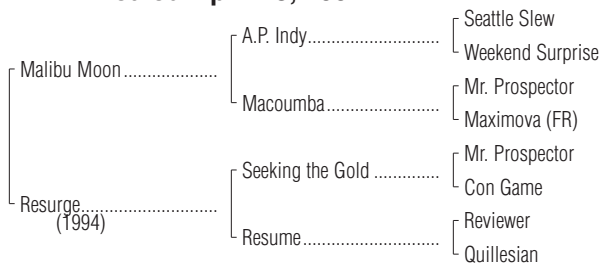 Seattle Slew
A.P. Indy
Weekend Surprise
Malibu Moon
Mr. Prospector
Macoumba
Maximova (FR)
Mr. Prospector
Seeking the Gold
Con Game
Resurge
(1994)
Reviewer
Resume
Quillesian